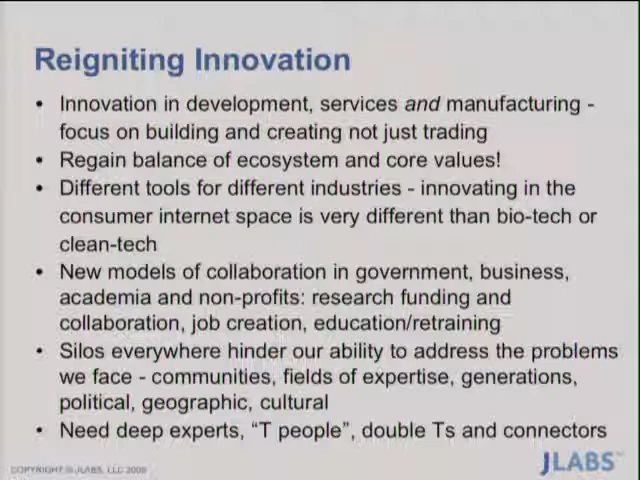 Reigniting Innovation
• Innovation in development, services and manufacturing -
focus on building and creating not just trading
• Regain balance of ecosystem and core values!
• Different tools for different industries - innovating in the
consumer internet space is very different than bio-tech or
clean-tech
• New models of collaboration in government, business,
academia and non-profits: research funding and
collaboration, job creation, education/retraining
• Silos everywhere hinder our ability to address the problems
we face - communities, fields of expertise, generations,
political, geographic, cultural
• Need deep experts, “T people”, double Ts and connectors
COPYRIGHT © JLABS, LLC 2009
JLABS™